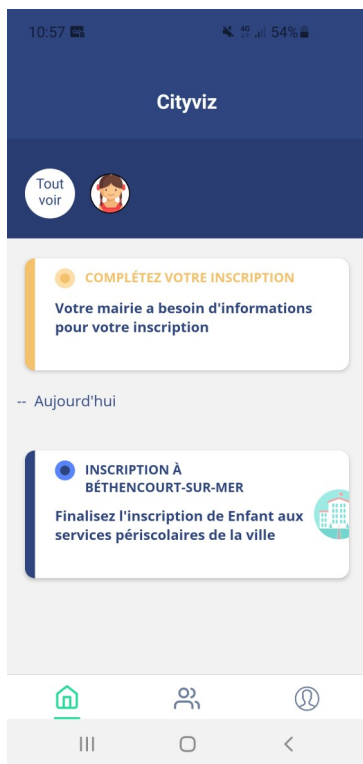 10:57 4G 54%
Cityviz
Tout
voir
COMPLÉTEZ VOTRE INSCRIPTION
Votre mairie a besoin d'informations
pour votre inscription
-- Aujourd'hui
INSCRIPTION À
BÉTHENCOURT-SUR-MER
Finalisez l'inscription de Enfant aux
services périscolaires de la ville